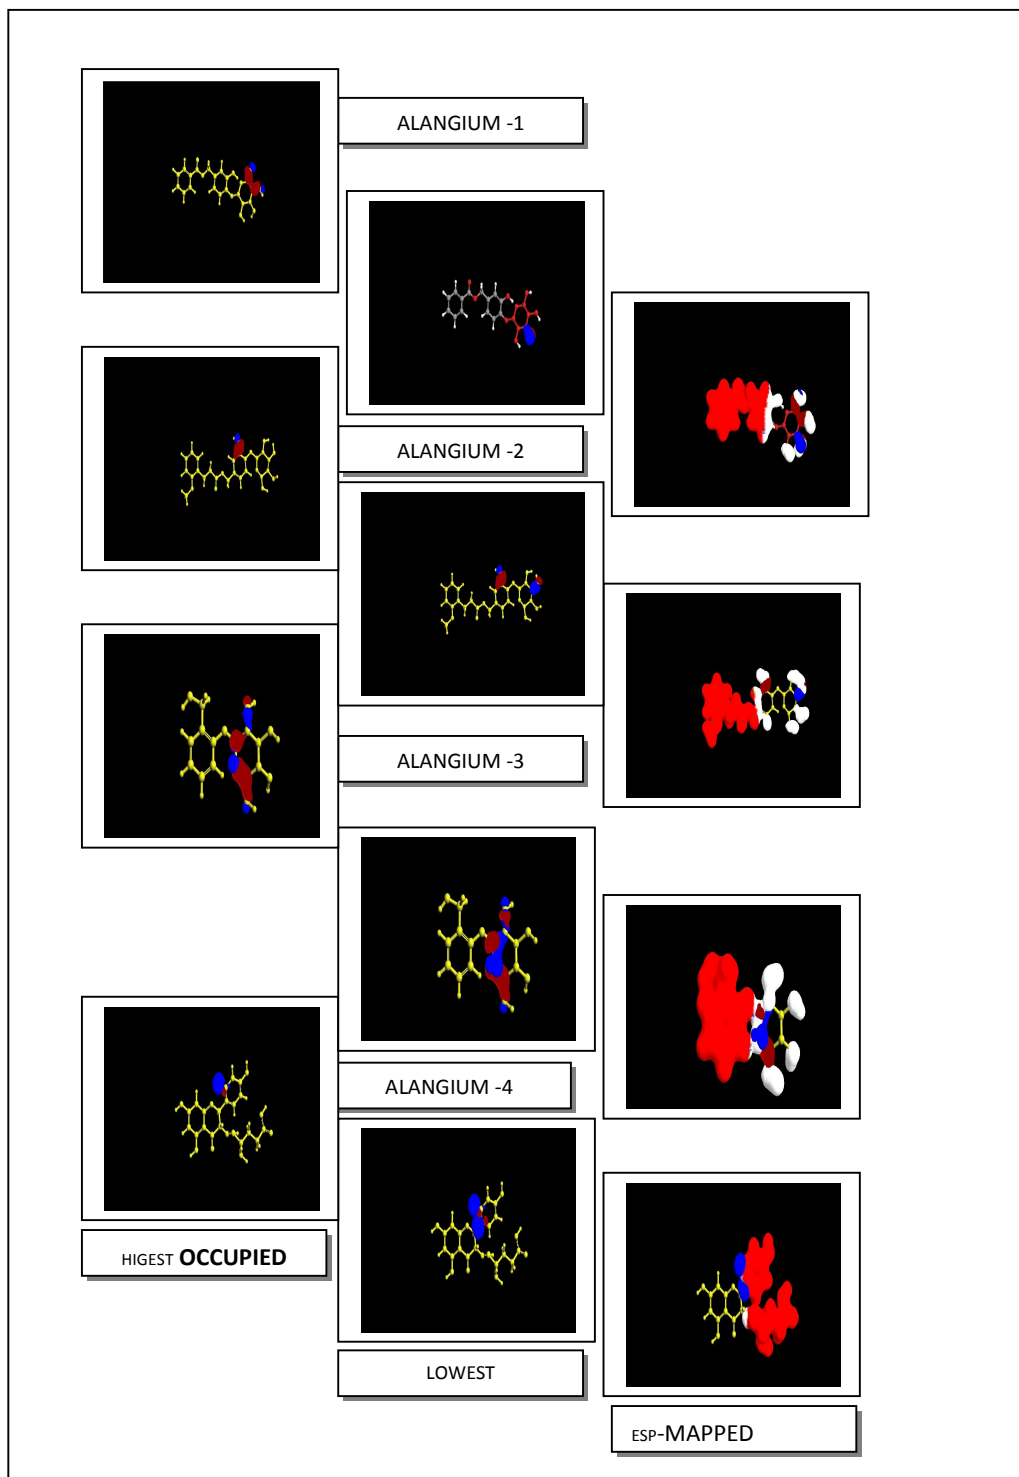 ALANGIUM -1
ALANGIUM -2
ALANGIUM -3
ALANGIUM -4
HIGEST OCCUPIED
LOWEST
ESP-MAPPED